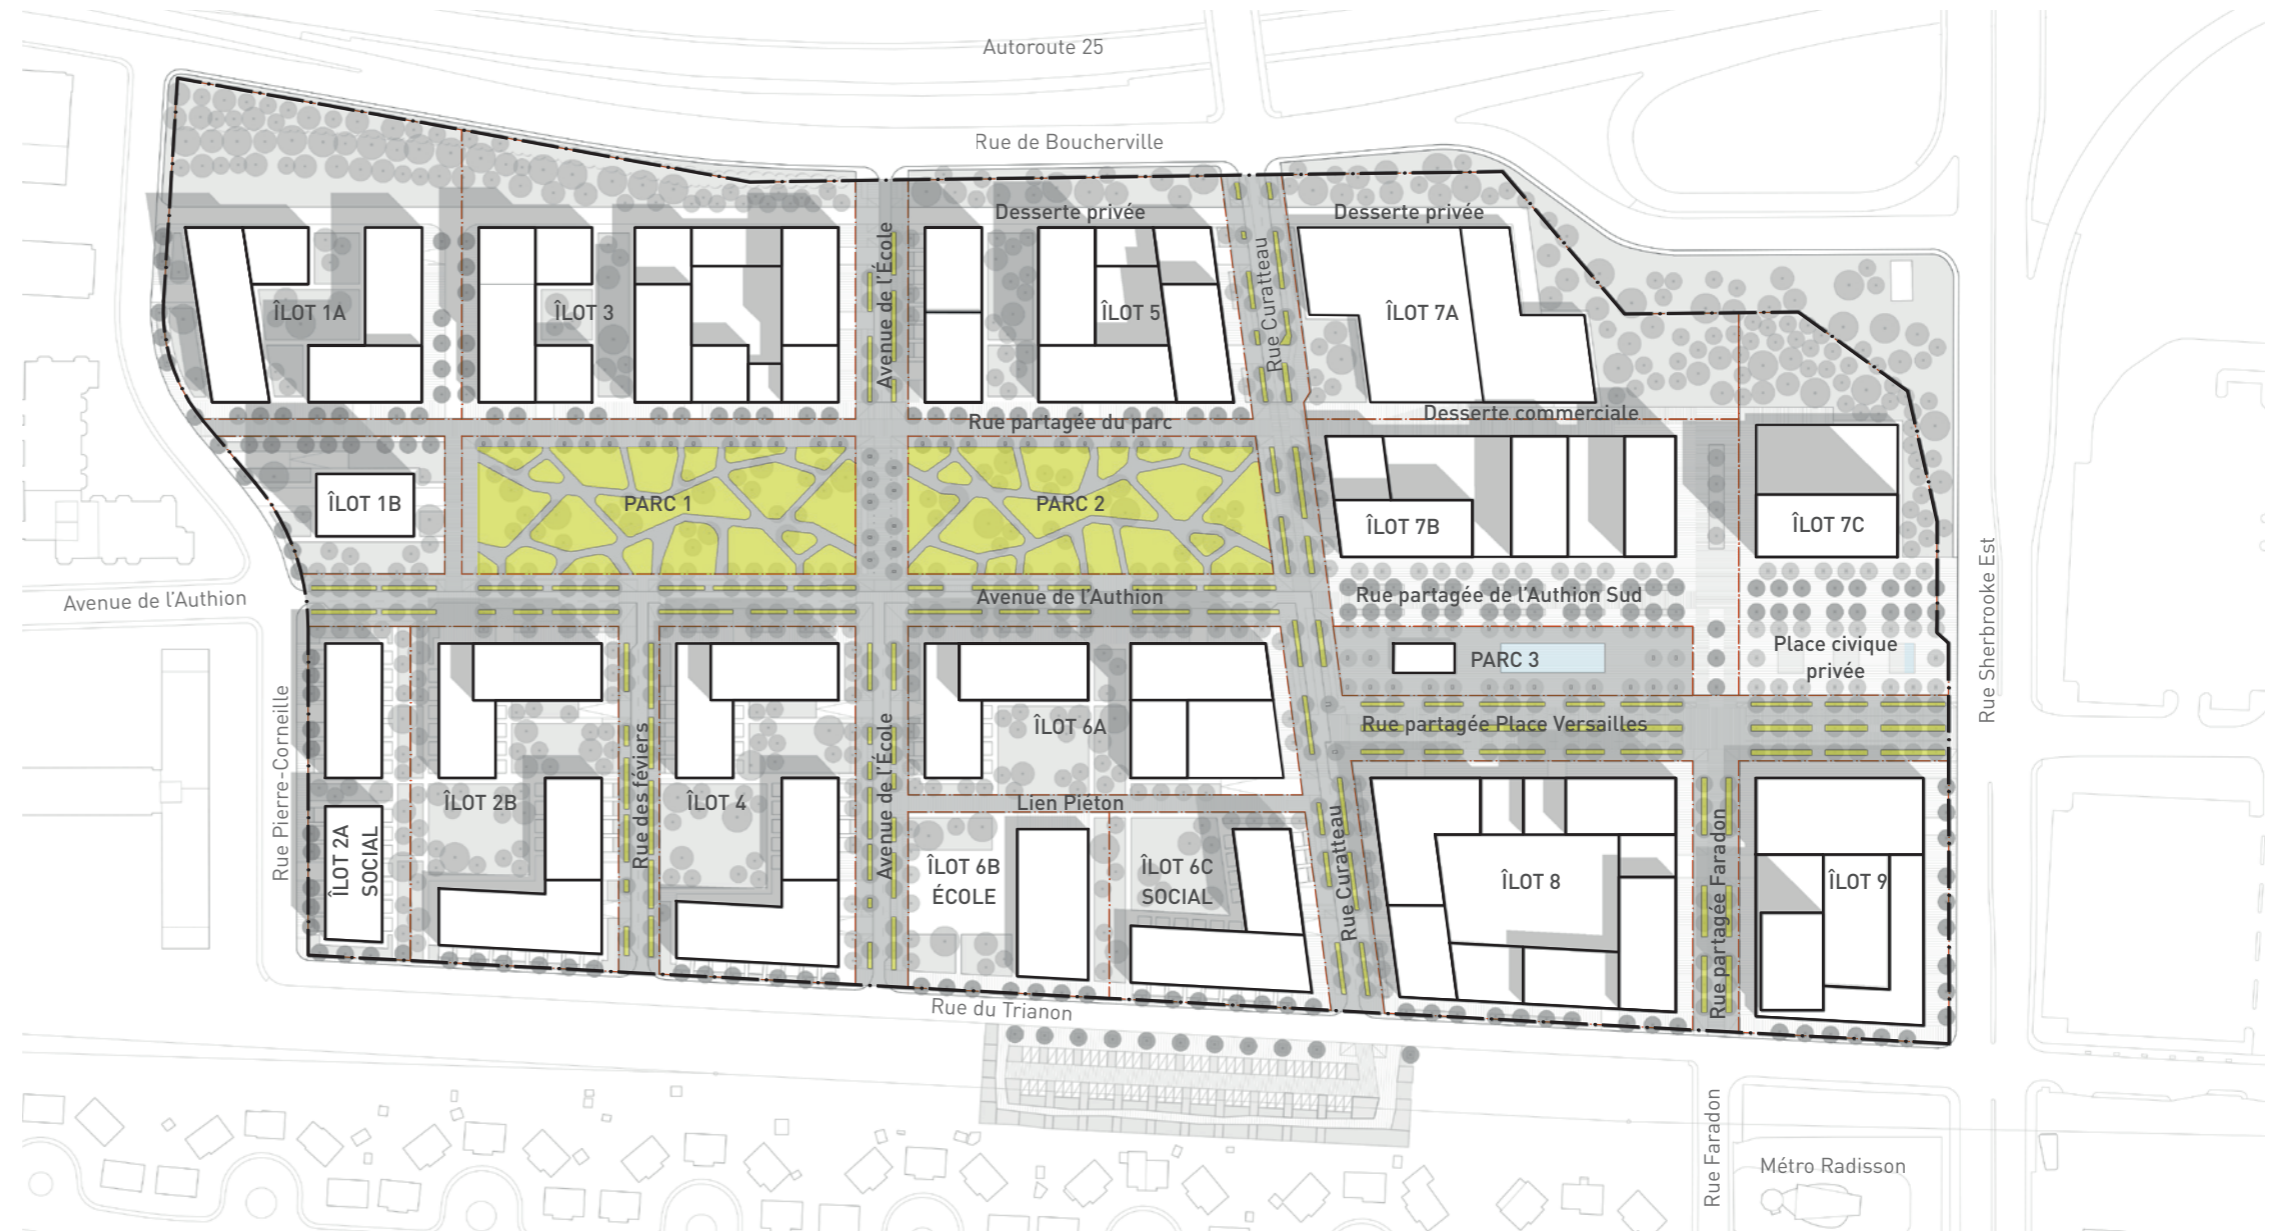 Autoroute 25
Rue de Boucherville
Desserte privée
Desserte privée
Avenue de l'École
Rue Curatteau
ÎLOT 1A
ÎLOT 3
ÎLOT 5
ÎLOT 7A
Rue partagée du parc
Desserte commerciale
ÎLOT 1B
PARC 1
PARC 2
ÎLOT 7B
ÎLOT 7C
Avenue de l'Authion
Avenue de l'Authion
Rue partagée de l'Authion Sud
Rue Sherbrooke Est
PARC 3
Place civique
privée
Rue partagée Place Versailles
Rue Pierre-Corneille
Rue des féviers
Avenue de l'École
ÎLOT 6A
ÎLOT 2B
ÎLOT 4
Lien Piéton
ÎLOT 2A
SOCIAL
ÎLOT 6B
ÉCOLE
ÎLOT 6C
SOCIAL
Rue Curatteau
ÎLOT 8
Rue partagée Faradon
ÎLOT 9
Rue du Trianon
Rue Faradon
Métro Radisson